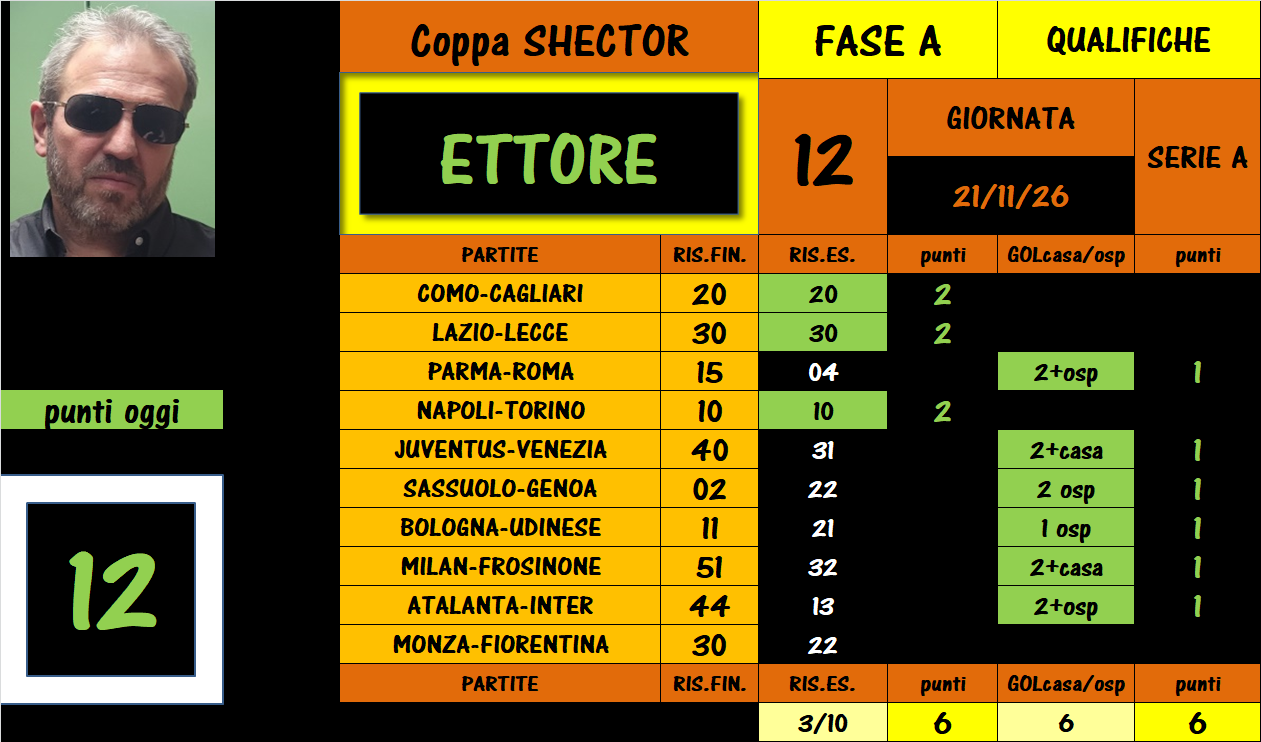 Coppa SHECTOR FASE A QUALIFICHE
ETTORE 12 GIORNATA SERIE A
21/11/26
PARTITE RIS.FIN. RIS.ES. punti GOLcasa/osp punti
COMO-CAGLIARI 20 20 2
LAZIO-LECCE 30 30 2
PARMA-ROMA 15 04 2+osp 1
NAPOLI-TORINO 10 10 2
JUVENTUS-VENEZIA 40 31 2+casa 1
SASSUOLO-GENOA 02 22 2 osp 1
BOLOGNA-UDINESE 11 21 1 osp 1
MILAN-FROSINONE 51 32 2+casa 1
ATALANTA-INTER 44 13 2+osp 1
MONZA-FIORENTINA 30 22
PARTITE RIS.FIN. RIS.ES. punti GOLcasa/osp punti
3/10 6 6 6
punti oggi
12